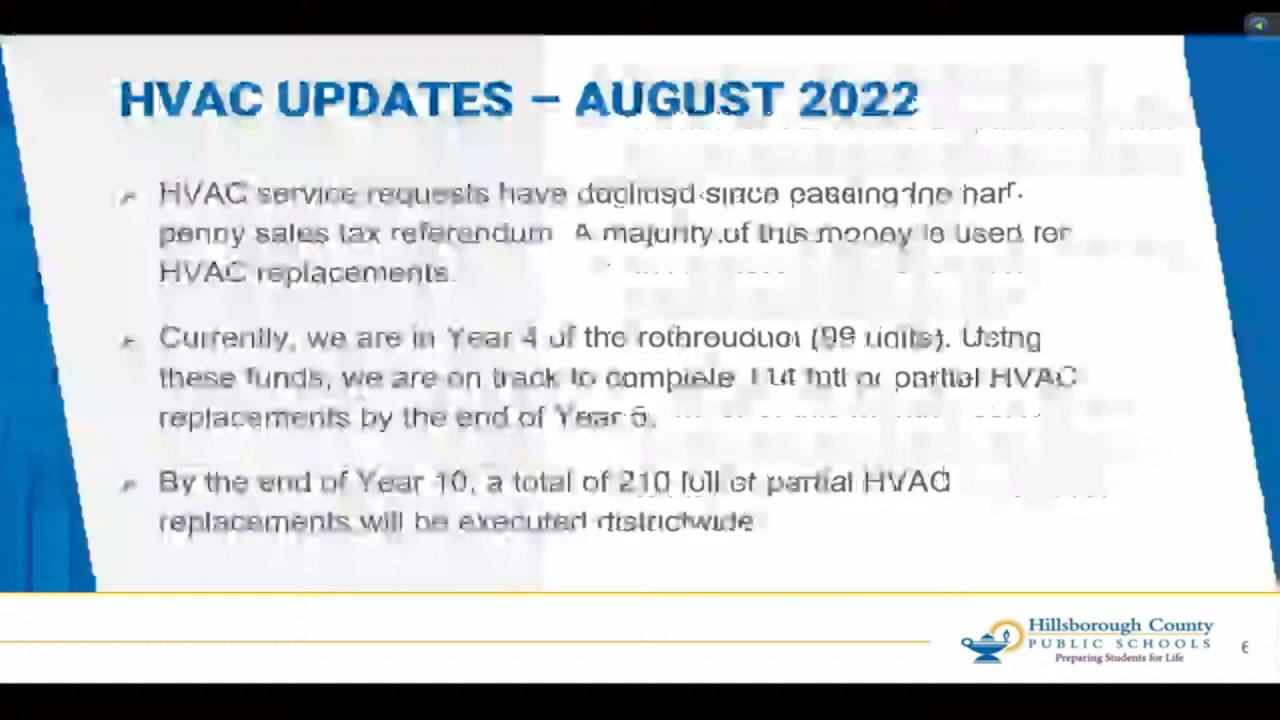 HVAC UPDATES – AUGUST 2022
HVAC service requests have declined since passing the half-
penny sales tax referendum. A majority of this money is used for
HVAC replacements.
Currently, we are in Year 4 of the referendum (99 units). Using
these funds, we are on track to complete full or partial HVAC
replacements by the end of Year
By the end of Year 10, a total of 210 full or partial HVAC
replacements will be executed districtwide
Hillsborough County
PUBLIC SCHOOLS
Preparing Students for Life
6